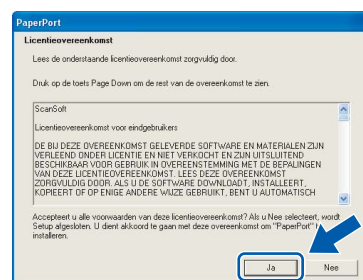 PaperPort
Licentieovereenkomst
Lees de onderstaande licentieovereenkomst zorgvuldig door.
Druk op de toets Page Down om de rest van de overeenkomst te zien.
ScanSoft
Licentieovereenkomst voor eindgebruikers
DE BIJ DEZE OVEREENKOMST GELEVERDE SOFTWARE EN MATERIALEN ZIJN
VERLEEND ONDER LICENTIE EN NIET VERKOCHT EN ZIJN UITSLUITEND
BESCHIKBAAR VOOR GEBRUIK IN OVEREENSTEMMING MET DE BEPALINGEN
VAN DEZE LICENTIEOVEREENKOMST. LEES DEZE OVEREENKOMST
ZORGVULDIG DOOR. ALS U DE SOFTWARE DOWNLOADT, INSTALLEERT,
KOPIEERT OF OP ENIGE ANDERE WIJZE GEBRUIKT, BENT U AUTOMATISCH
Accepteert u alle voorwaarden van deze licentieovereenkomst? Als u Nee selecteert, wordt
Setup afgesloten. U dient akkoord te gaan met deze overeenkomst om "PaperPort"
installeren.
Ja
Nee